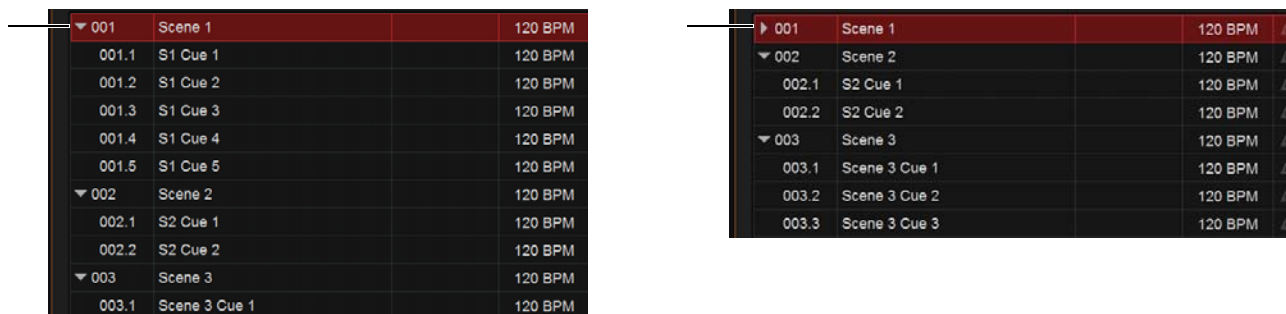 001 Scene 1 120 BPM
001.1 S1 Cue 1 120 BPM
001.2 S1 Cue 2 120 BPM
001.3 S1 Cue 3 120 BPM
001.4 S1 Cue 4 120 BPM
001.5 S1 Cue 5 120 BPM
002 Scene 2 120 BPM
002.1 S2 Cue 1 120 BPM
002.2 S2 Cue 2 120 BPM
003 Scene 3 120 BPM
003.1 Scene 3 Cue 1 120 BPM
001 Scene 1 120 BPM
002 Scene 2 120 BPM
002.1 S2 Cue 1 120 BPM
002.2 S2 Cue 2 120 BPM
003 Scene 3 120 BPM
003.1 Scene 3 Cue 1 120 BPM
003.2 Scene 3 Cue 2 120 BPM
003.3 Scene 3 Cue 3 120 BPM